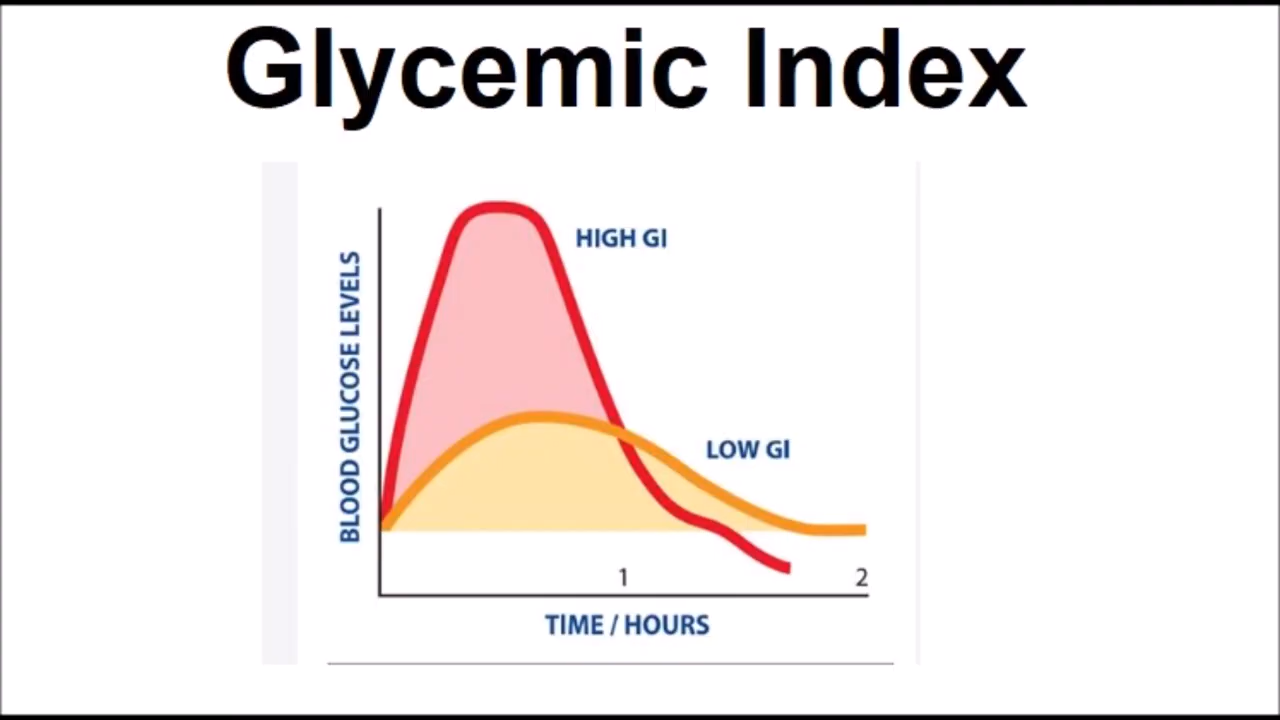 Glycemic Index
HIGH GI
BLOOD GLUCOSE LEVELS
LOW GI
1
2
TIME / HOURS